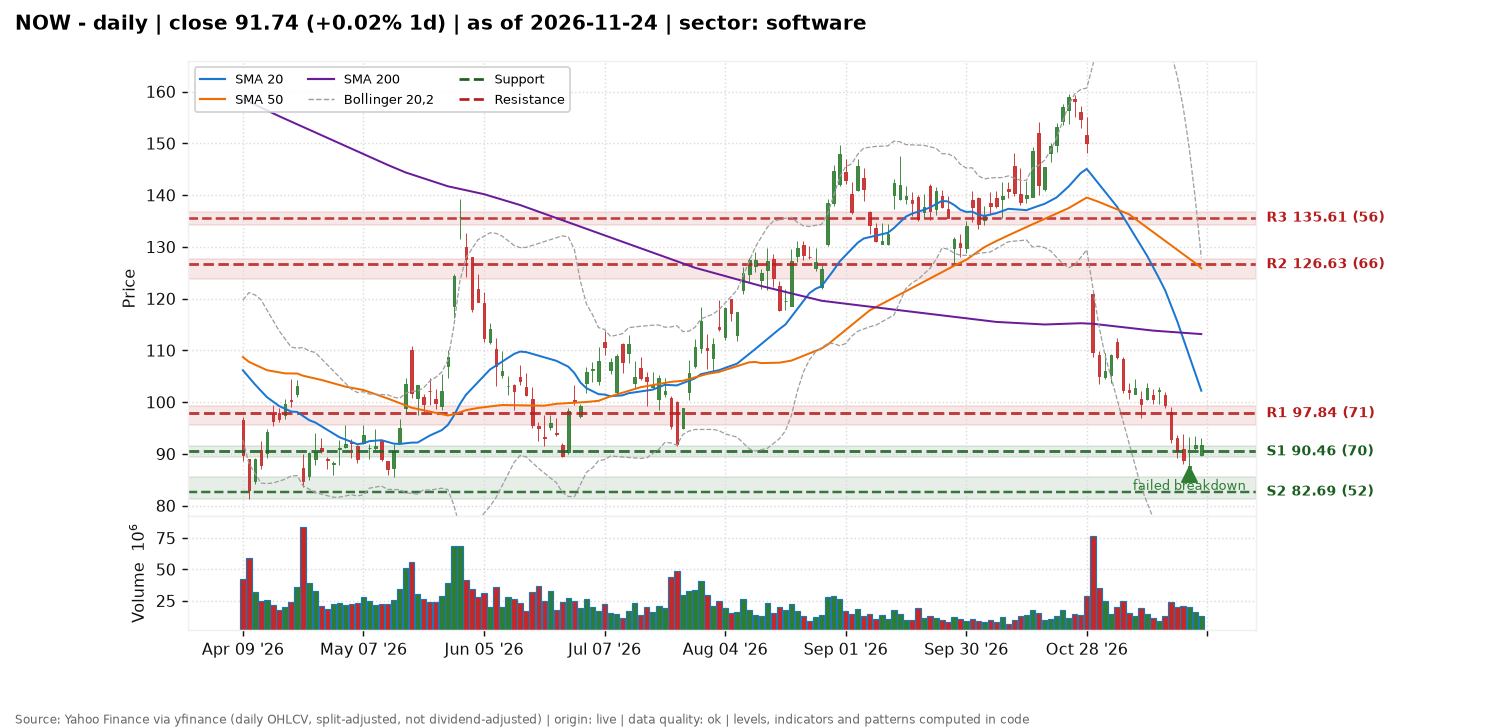 NOW - daily | close 91.74 (+0.02% 1d) | as of 2026-11-24 | sector: software
SMA 20
SMA 50
SMA 200
Bollinger 20,2
Support
Resistance
Price
160
150
140
130
120
110
100
90
80
R3 135.61 (56)
R2 126.63 (66)
R1 97.84 (71)
S1 90.46 (70)
S2 82.69 (52)
failed breakdown
Volume 10^6
75
50
25
Apr 09 '26
May 07 '26
Jun 05 '26
Jul 07 '26
Aug 04 '26
Sep 01 '26
Sep 30 '26
Oct 28 '26
Source: Yahoo Finance via yfinance (daily OHLCV, split-adjusted, not dividend-adjusted) | origin: live | data quality: ok | levels, indicators and patterns computed in code